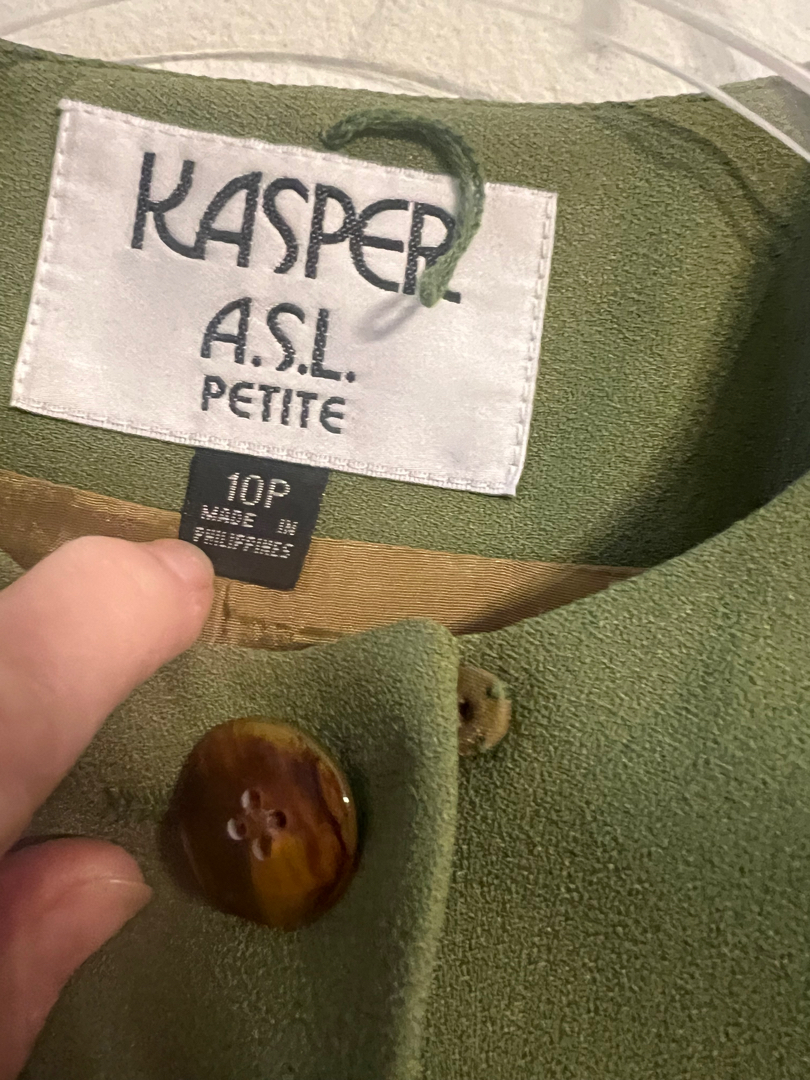 KASPER
A.S.L.
PETITE
10P
MADE IN
PHILIPPINES